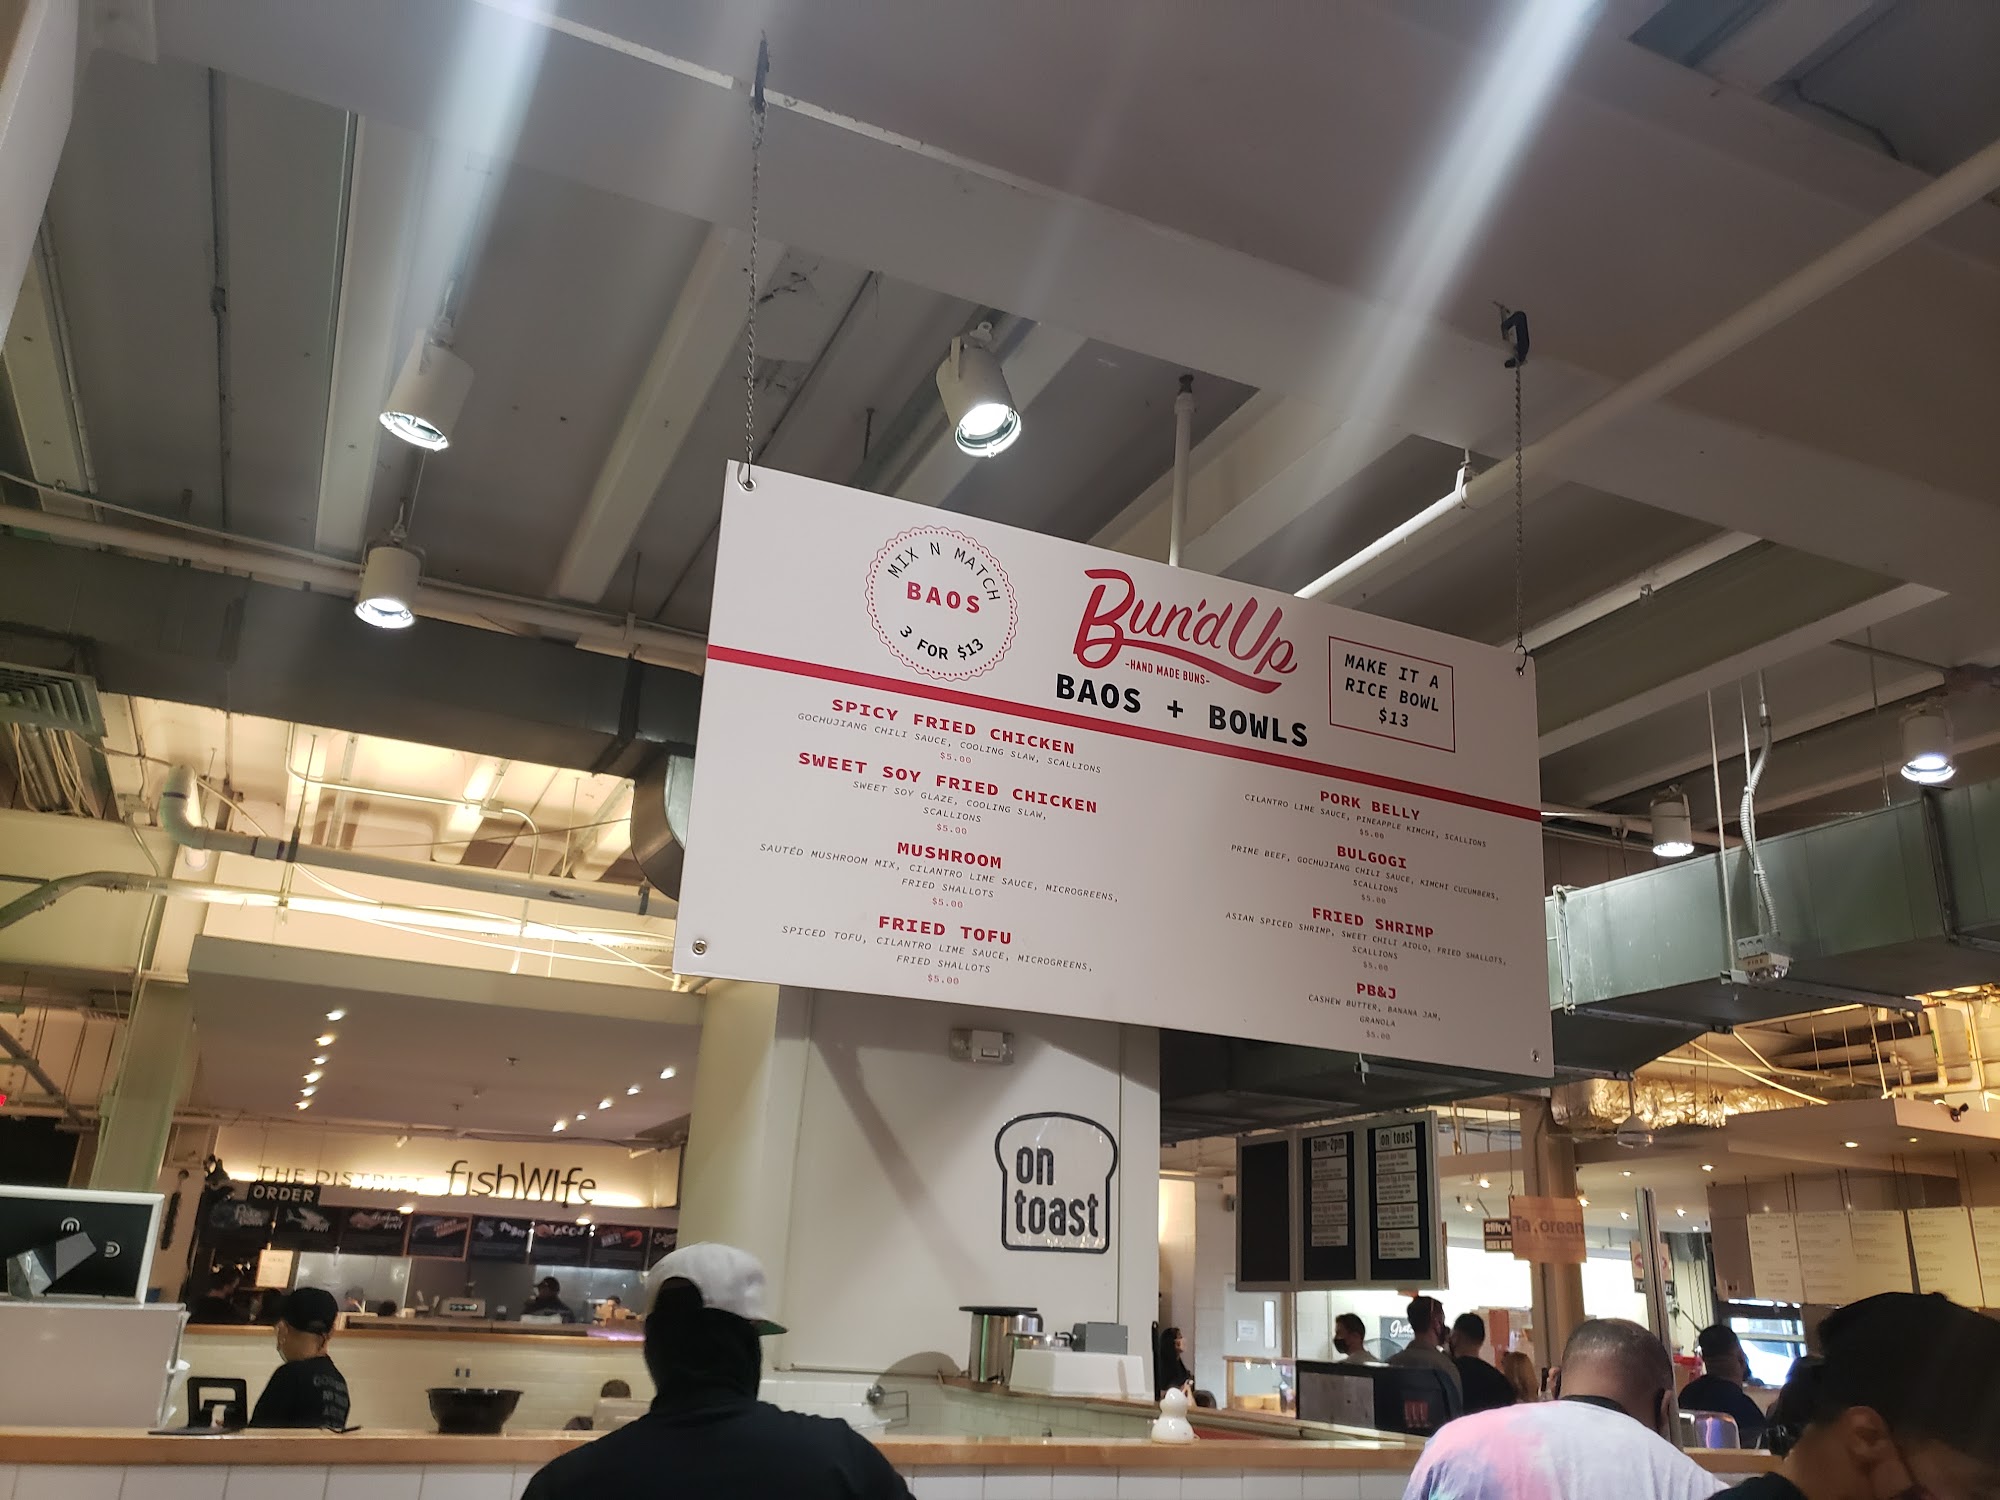 MIX N MATCH
BAOS
3 FOR $13
Bun'd Up
-HAND MADE BUNS-
BAOS + BOWLS
MAKE IT A
RICE BOWL
$13
SPICY FRIED CHICKEN
GOCHUJIANG CHILI SAUCE, COOLING SLAW, SCALLIONS
$5.00
SWEET SOY FRIED CHICKEN
SWEET SOY GLAZE, COOLING SLAW,
SCALLIONS
$5.00
MUSHROOM
SAUTÉD MUSHROOM MIX, CILANTRO LIME SAUCE, MICROGREENS,
FRIED SHALLOTS
$5.00
FRIED TOFU
SPICED TOFU, CILANTRO LIME SAUCE, MICROGREENS,
FRIED SHALLOTS
$5.00
PORK BELLY
CILANTRO LIME SAUCE, PINEAPPLE KIMCHI, SCALLIONS
$5.00
BULGOGI
PRIME BEEF, GOCHUJIANG CHILI SAUCE, KIMCHI CUCUMBERS,
SCALLIONS
$5.00
FRIED SHRIMP
ASIAN SPICED SHRIMP, SWEET CHILI AIOLO, FRIED SHALLOTS,
SCALLIONS
$5.00
PB&J
CASHEW BUTTER, BANANA JAM,
GRANOLA
$5.00
on
toast
THE DISTRICT fishWIfe
ORDER
TACOS
8am-2pm
on toast